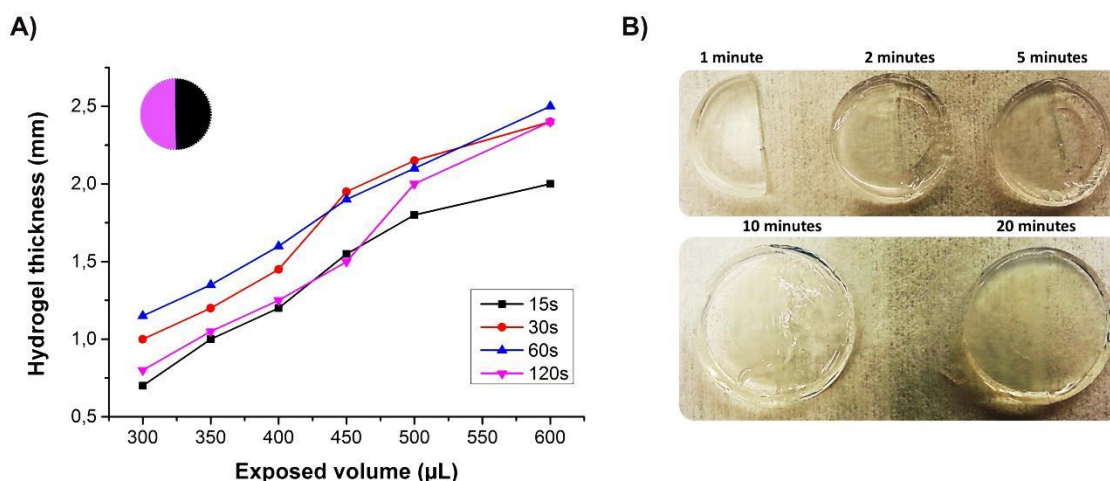 A)
Hydrogel thickness (mm)
2,5
2,0
1,5
1,0
0,5
300 350 400 450 500 550 600
Exposed volume (µL)
15s
30s
60s
120s
B)
1 minute 2 minutes 5 minutes
10 minutes 20 minutes